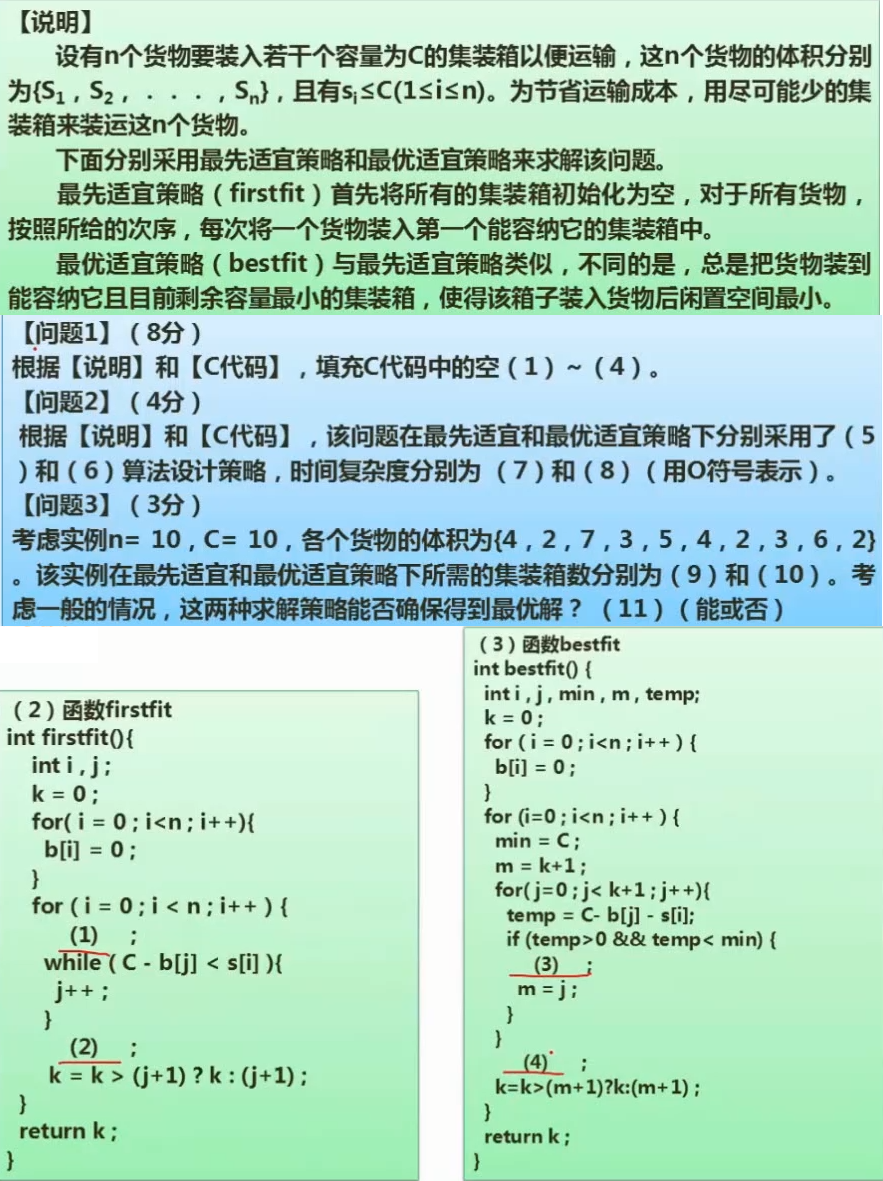 【说明】
设有n个货物要装入若干个容量为C的集装箱以便运输，这n个货物的体积分别
为{S₁，S₂，．．．，Sₙ}，且有sᵢ≤C(1≤i≤n)。为节省运输成本，用尽可能少的集
装箱来装运这n个货物。
下面分别采用最先适宜策略和最优适宜策略来求解该问题。
最先适宜策略（firstfit）首先将所有的集装箱初始化为空，对于所有货物，
按照所给的次序，每次将一个货物装入第一个能容纳它的集装箱中。
最优适宜策略（bestfit）与最先适宜策略类似，不同的是，总是把货物装到
能容纳它且目前剩余容量最小的集装箱，使得该箱子装入货物后闲置空间最小。
【问题1】（8分）
根据【说明】和【C代码】，填充C代码中的空（1）~（4）。
【问题2】（4分）
根据【说明】和【C代码】，该问题在最先适宜和最优适宜策略下分别采用了（5
）和（6）算法设计策略，时间复杂度分别为 （7）和（8）（用O符号表示）。
【问题3】（3分）
考虑实例n= 10，C= 10，各个货物的体积为{4，2，7，3，5，4，2，3，6，2}
。该实例在最先适宜和最优适宜策略下所需的集装箱数分别为（9）和（10）。考
虑一般的情况，这两种求解策略能否确保得到最优解？（11）（能或否）
（2）函数firstfit
int firstfit(){
int i , j ;
k = 0 ;
for( i = 0 ; i<n ; i++){
b[i] = 0 ;
}
for ( i = 0 ; i < n ; i++ ) {
(1) ;
while ( C - b[j] < s[i] ){
j++ ;
}
(2) ;
k = k > (j+1) ? k : (j+1) ;
}
return k ;
}
（3）函数bestfit
int bestfit() {
int i , j , min , m , temp;
k = 0 ;
for ( i = 0 ; i<n ; i++ ) {
b[i] = 0 ;
}
for (i=0 ; i<n ; i++ ) {
min = C ;
m = k+1 ;
for( j=0 ; j< k+1 ; j++){
temp = C- b[j] - s[i];
if (temp>0 && temp< min) {
(3) ;
m = j ;
}
}
(4) ;
k=k>(m+1)?k:(m+1) ;
}
return k ;
}